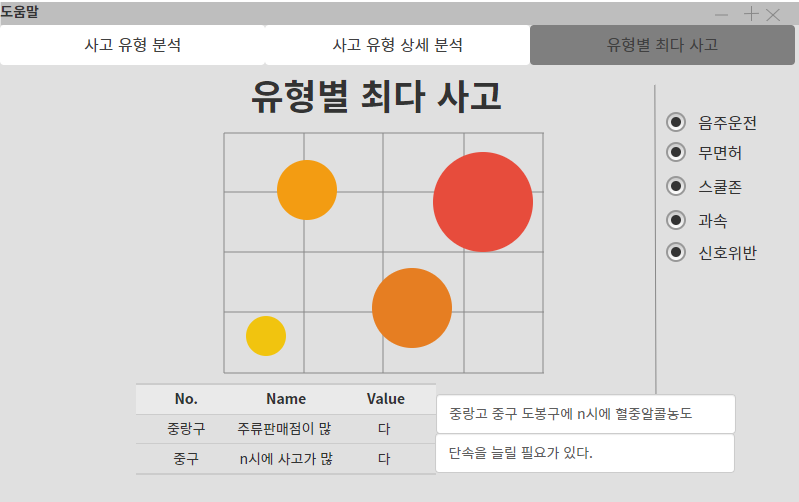 도움말
사고 유형 분석 사고 유형 상세 분석 유형별 최다 사고
유형별 최다 사고
음주운전
무면허
스쿨존
과속
신호위반
No. Name Value
중랑구 주류판매점이 많 다
중구 n시에 사고가 많 다
중랑고 중구 도봉구에 n시에 혈중알콜농도
단속을 늘릴 필요가 있다.